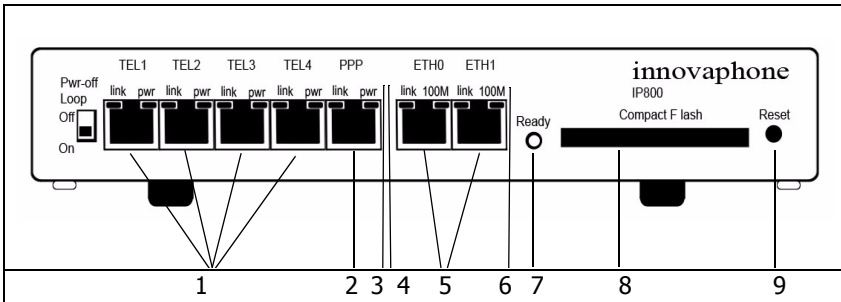 TEL1 TEL2 TEL3 TEL4 PPP ETH0 ETH1
innovaphone
IP800
Pwr-off
Loop
link pwr link pwr link pwr link pwr link pwr link 100M link 100M
Off
On
Ready
Compact F lash
Reset
1 2 3 4 5 6 7 8 9